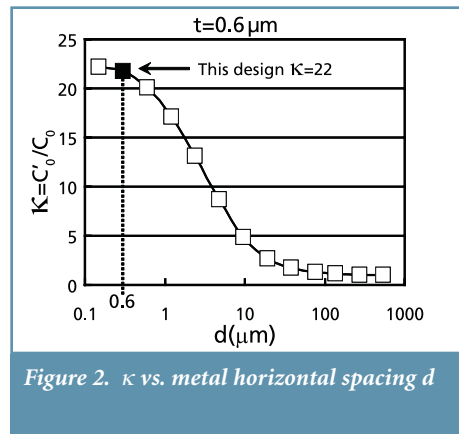 t=0.6 μm
25
20
15
10
5
0
κ=C′₀/C₀
This design κ=22
0.6
0.1 1 10 100 1000
d(μm)
Figure 2. κ vs. metal horizontal spacing d